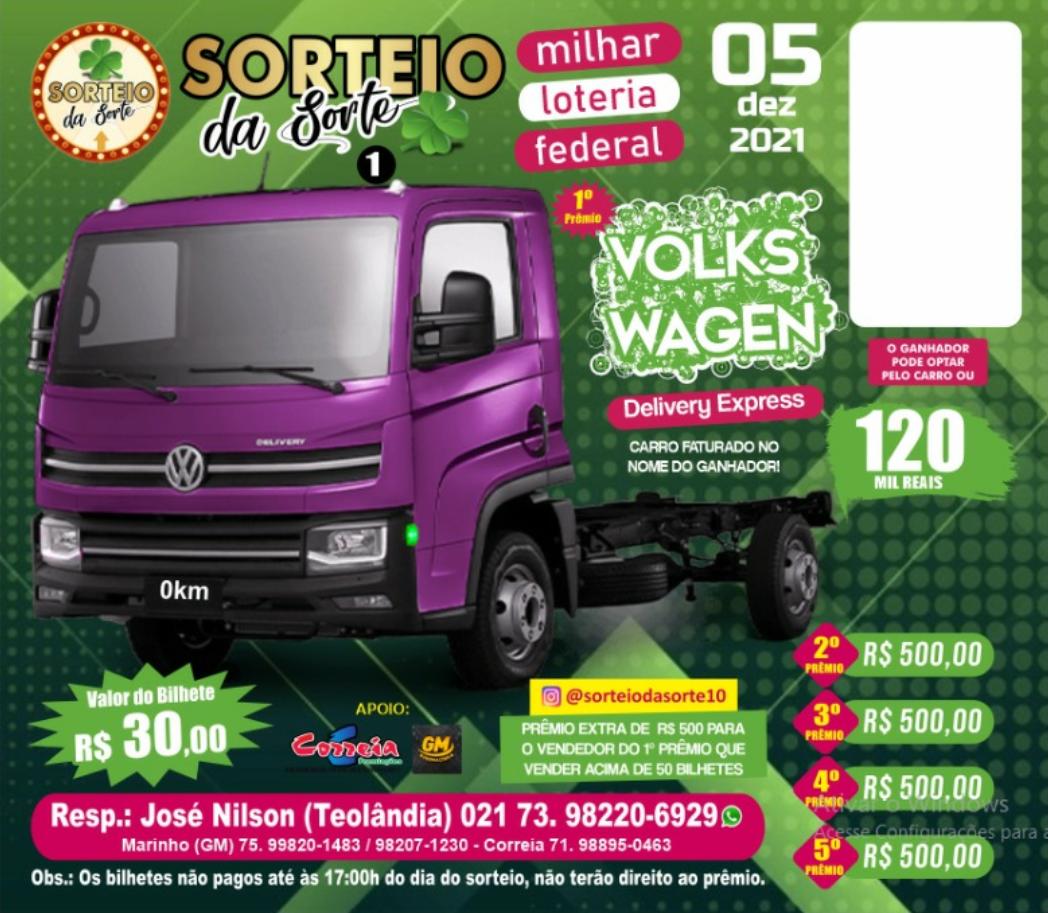 SORTEIO
da Sorte
SORTEIO
da Sorte
1
milhar
loteria
federal
05
dez
2021
1º
Prêmio
VOLKS
WAGEN
Delivery Express
CARRO FATURADO NO
NOME DO GANHADOR!
O GANHADOR
PODE OPTAR
PELO CARRO OU
120
MIL REAIS
DELIVERY
0km
2º
PRÊMIO
R$ 500,00
3º
PRÊMIO
R$ 500,00
4º
PRÊMIO
R$ 500,00
5º
PRÊMIO
R$ 500,00
Valor do Bilhete
R$ 30,00
APOIO:
Correia
GM
@sorteiodasorte10
PRÊMIO EXTRA DE R$ 500 PARA
O VENDEDOR DO 1º PRÊMIO QUE
VENDER ACIMA DE 50 BILHETES
Resp.: José Nilson (Teolândia) 021 73. 98220-6929
Marinho (GM) 75. 99820-1483 / 98207-1230 - Correia 71. 98895-0463
Obs.: Os bilhetes não pagos até às 17:00h do dia do sorteio, não terão direito ao prêmio.
Ativar o Windows
Acesse Configurações para a